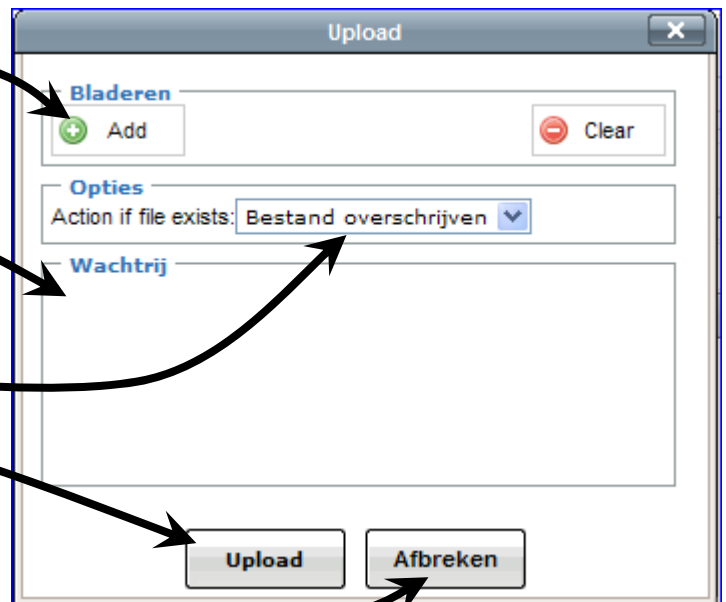 Upload
Bladeren
Add Clear
Opties
Action if file exists: Bestand overschrijven
Wachtrij
Upload Afbreken